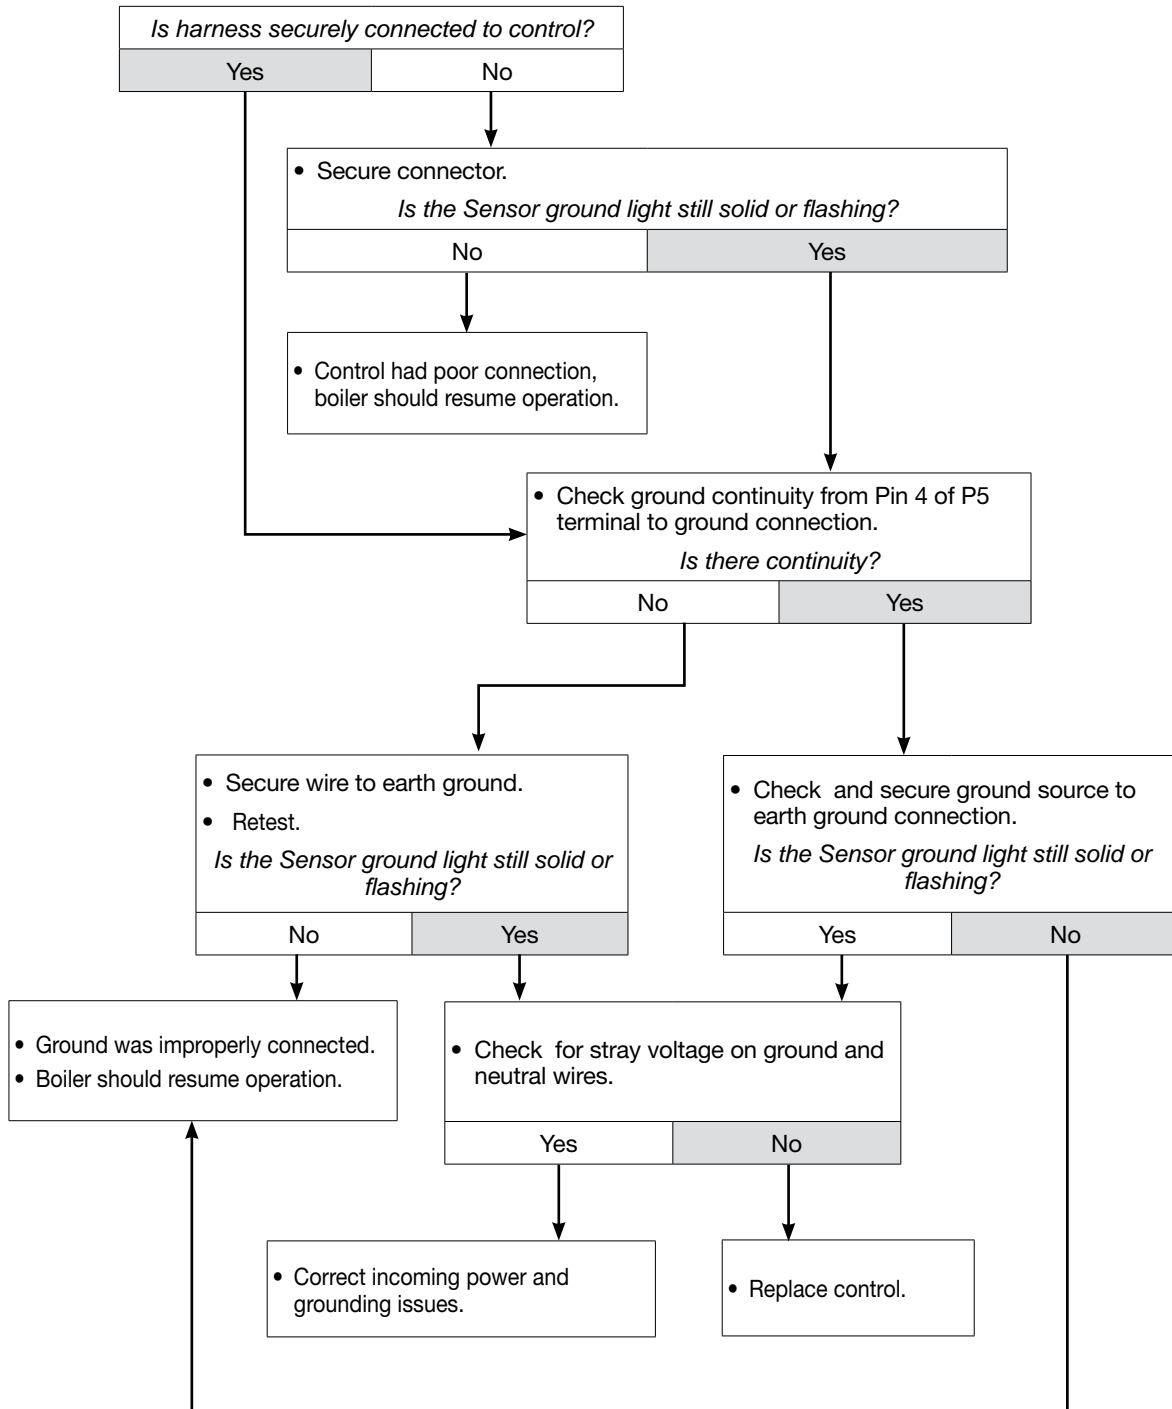 Is harness securely connected to control?
Yes
No
• Secure connector.
Is the Sensor ground light still solid or flashing?
No
Yes
• Control had poor connection,
boiler should resume operation.
• Check ground continuity from Pin 4 of P5
terminal to ground connection.
Is there continuity?
No
Yes
• Secure wire to earth ground.
• Retest.
Is the Sensor ground light still solid or
flashing?
No
Yes
• Check and secure ground source to
earth ground connection.
Is the Sensor ground light still solid or
flashing?
Yes
No
• Ground was improperly connected.
• Boiler should resume operation.
• Check for stray voltage on ground and
neutral wires.
Yes
No
• Correct incoming power and
grounding issues.
• Replace control.